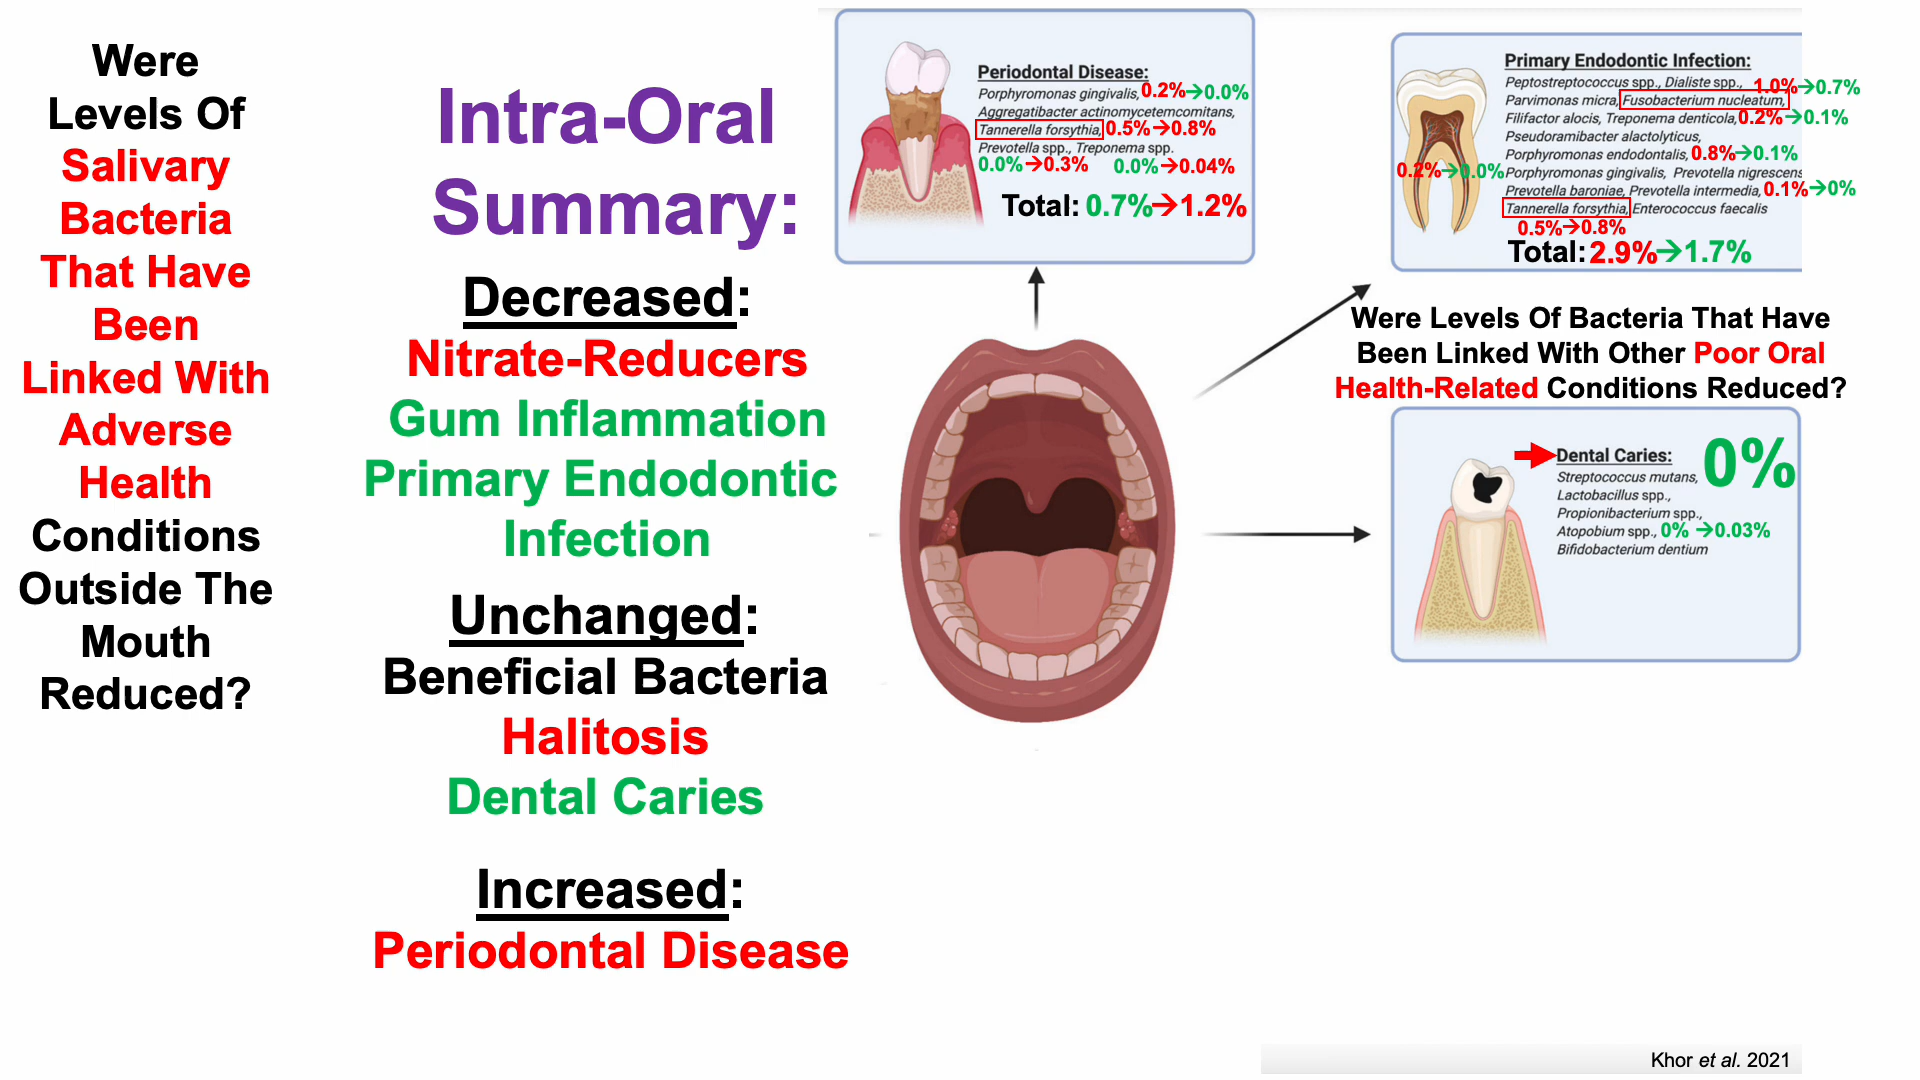 Were
Levels Of
Salivary
Bacteria
That Have
Been
Linked With
Adverse
Health
Conditions
Outside The
Mouth
Reduced?
Intra-Oral
Summary:
Decreased:
Nitrate-Reducers
Gum Inflammation
Primary Endodontic
Infection
Unchanged:
Beneficial Bacteria
Halitosis
Dental Caries
Increased:
Periodontal Disease
Periodontal Disease:
Porphyromonas gingivalis, 0.2%→0.0%
Aggregatibacter actinomycetemcomitans,
Tannerella forsythia, 0.5%→0.8%
Prevotella spp., Treponema spp.
0.0%→0.3% 0.0%→0.04%
Total: 0.7%→1.2%
Primary Endodontic Infection:
Peptostreptococcus spp., Dialiste spp., 1.0%→0.7%
Parvimonas micra, Fusobacterium nucleatum,
Filifactor alocis, Treponema denticola, 0.2%→0.1%
Pseudoramibacter alactolyticus,
Porphyromonas endodontalis, 0.8%→0.1%
0.2%→0.0% Porphyromonas gingivalis, Prevotella nigrescens
Prevotella baroniae, Prevotella intermedia, 0.1%→0%
Tannerella forsythia, Enterococcus faecalis
0.5%→0.8%
Total: 2.9%→1.7%
Were Levels Of Bacteria That Have
Been Linked With Other Poor Oral
Health-Related Conditions Reduced?
Dental Caries: 0%
Streptococcus mutans,
Lactobacillus spp.,
Propionibacterium spp.,
Atopobium spp., 0% →0.03%
Bifidobacterium dentium
Khor et al. 2021